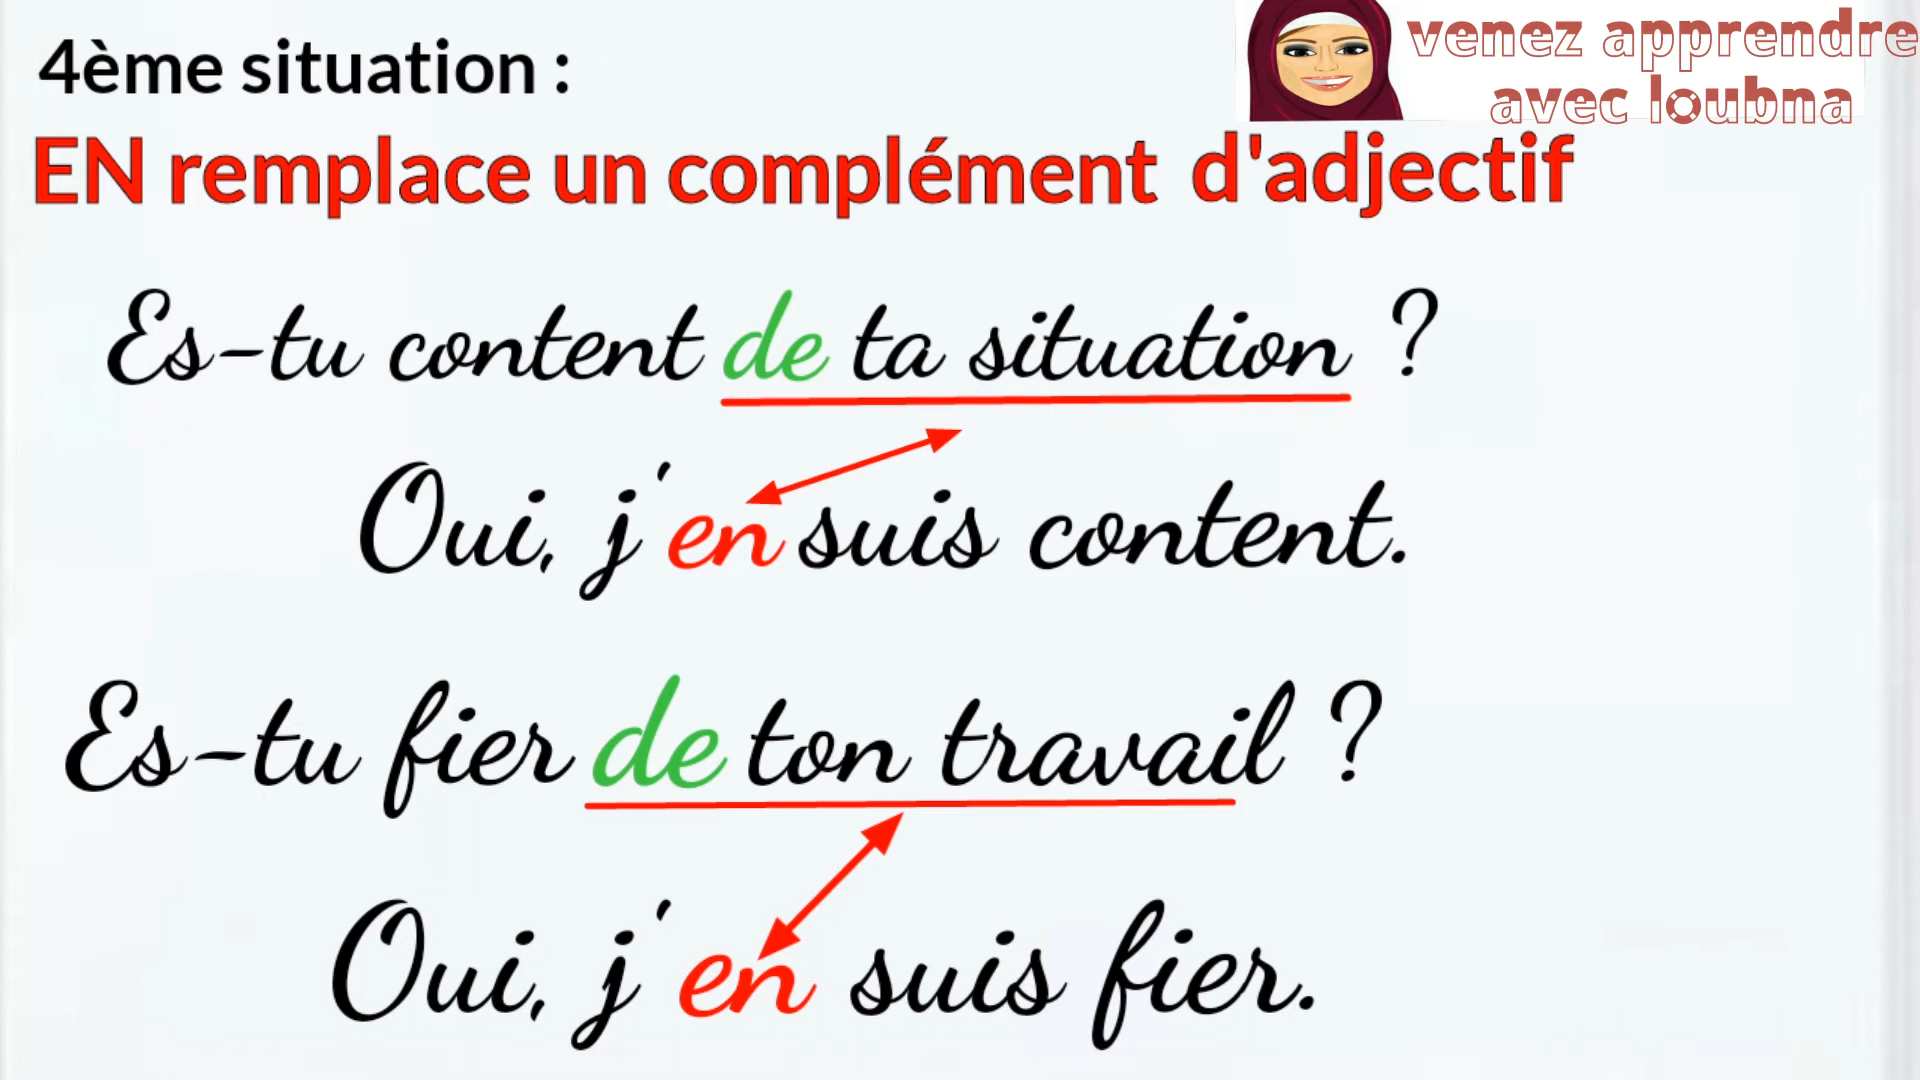 4ème situation :
venez apprendre
avec loubna
EN remplace un complément d'adjectif
Es-tu content de ta situation ?
Oui, j'en suis content.
Es-tu fier de ton travail ?
Oui, j'en suis fier.